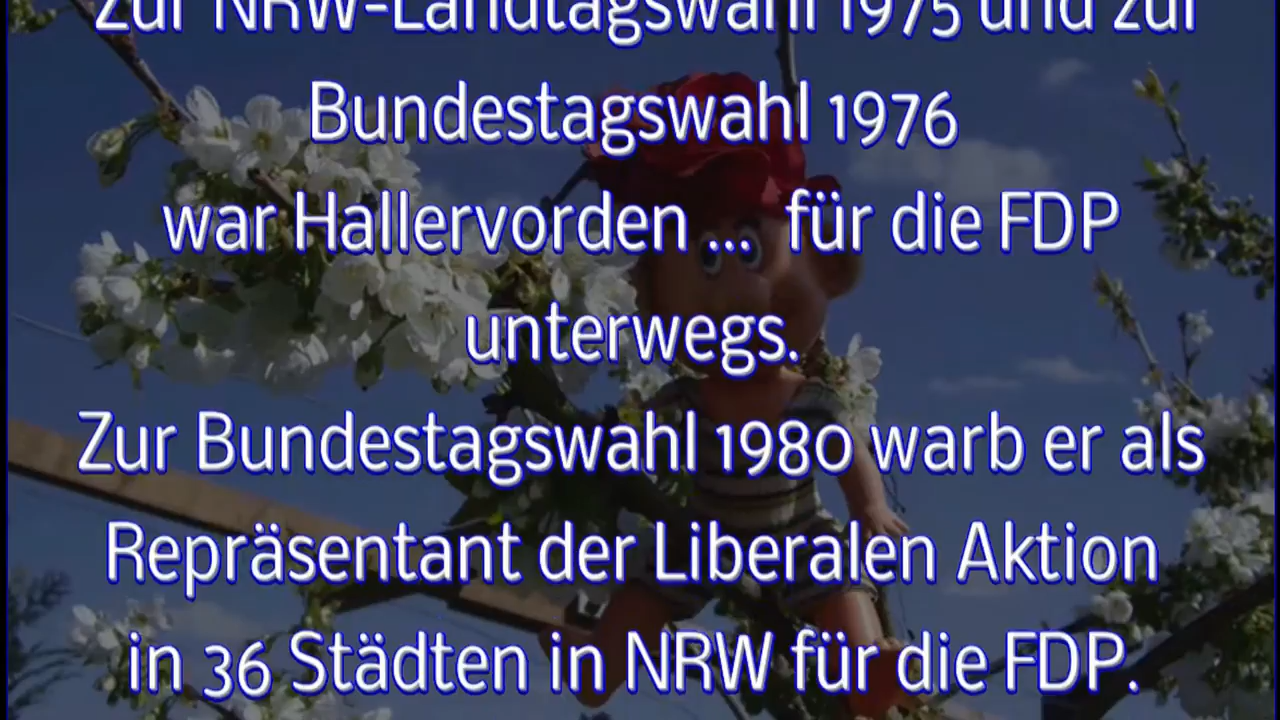 Zur NRW-Landtagswahl 1975 und zur
Bundestagswahl 1976
war Hallervorden ... für die FDP
unterwegs.
Zur Bundestagswahl 1980 warb er als
Repräsentant der Liberalen Aktion
in 36 Städten in NRW für die FDP.